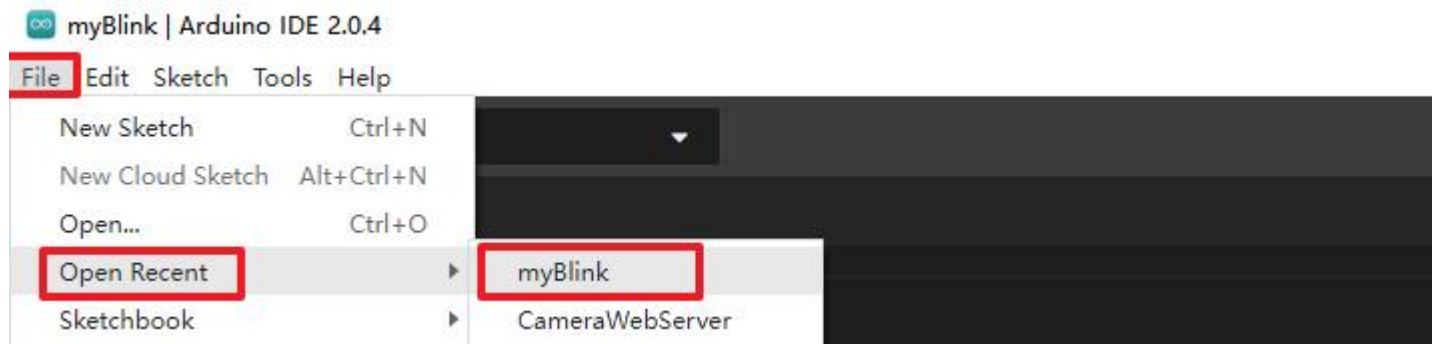 myBlink | Arduino IDE 2.0.4
File Edit Sketch Tools Help
New Sketch Ctrl+N
New Cloud Sketch Alt+Ctrl+N
Open... Ctrl+O
Open Recent myBlink
Sketchbook CameraWebServer